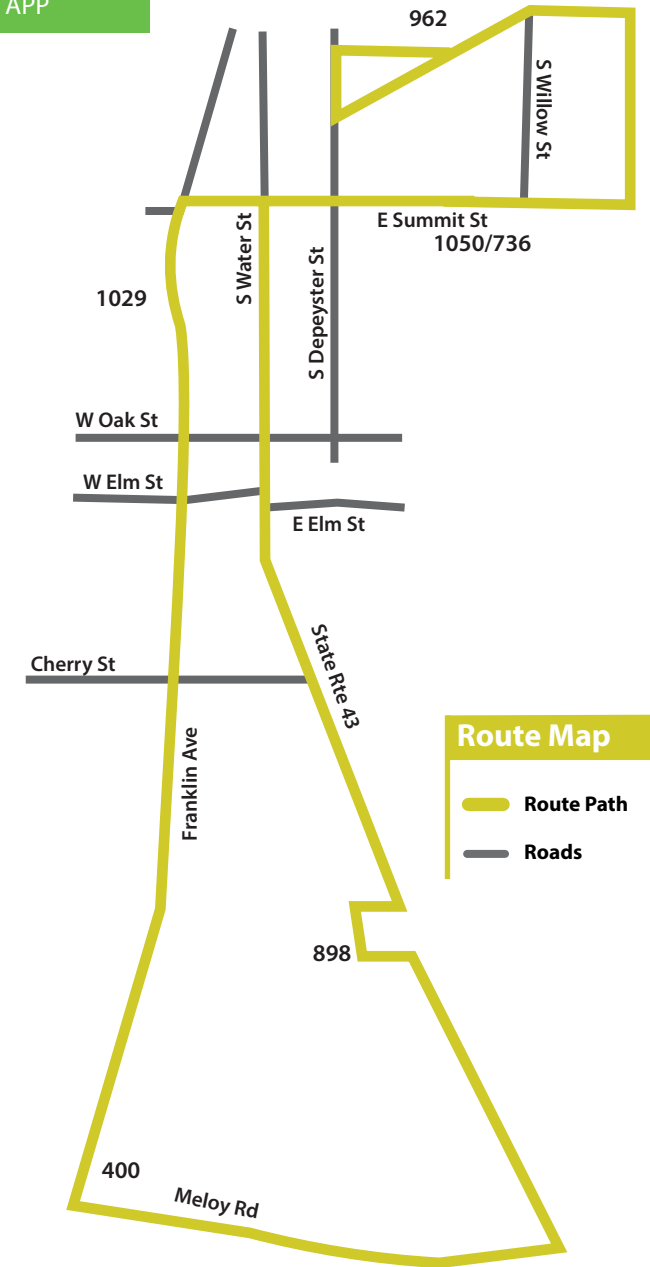 APP
962
S Willow St
E Summit St
1050/736
S Water St
S Depeyster St
1029
W Oak St
W Elm St
E Elm St
State Rte 43
Cherry St
Franklin Ave
Route Map
Route Path
Roads
898
400
Meloy Rd